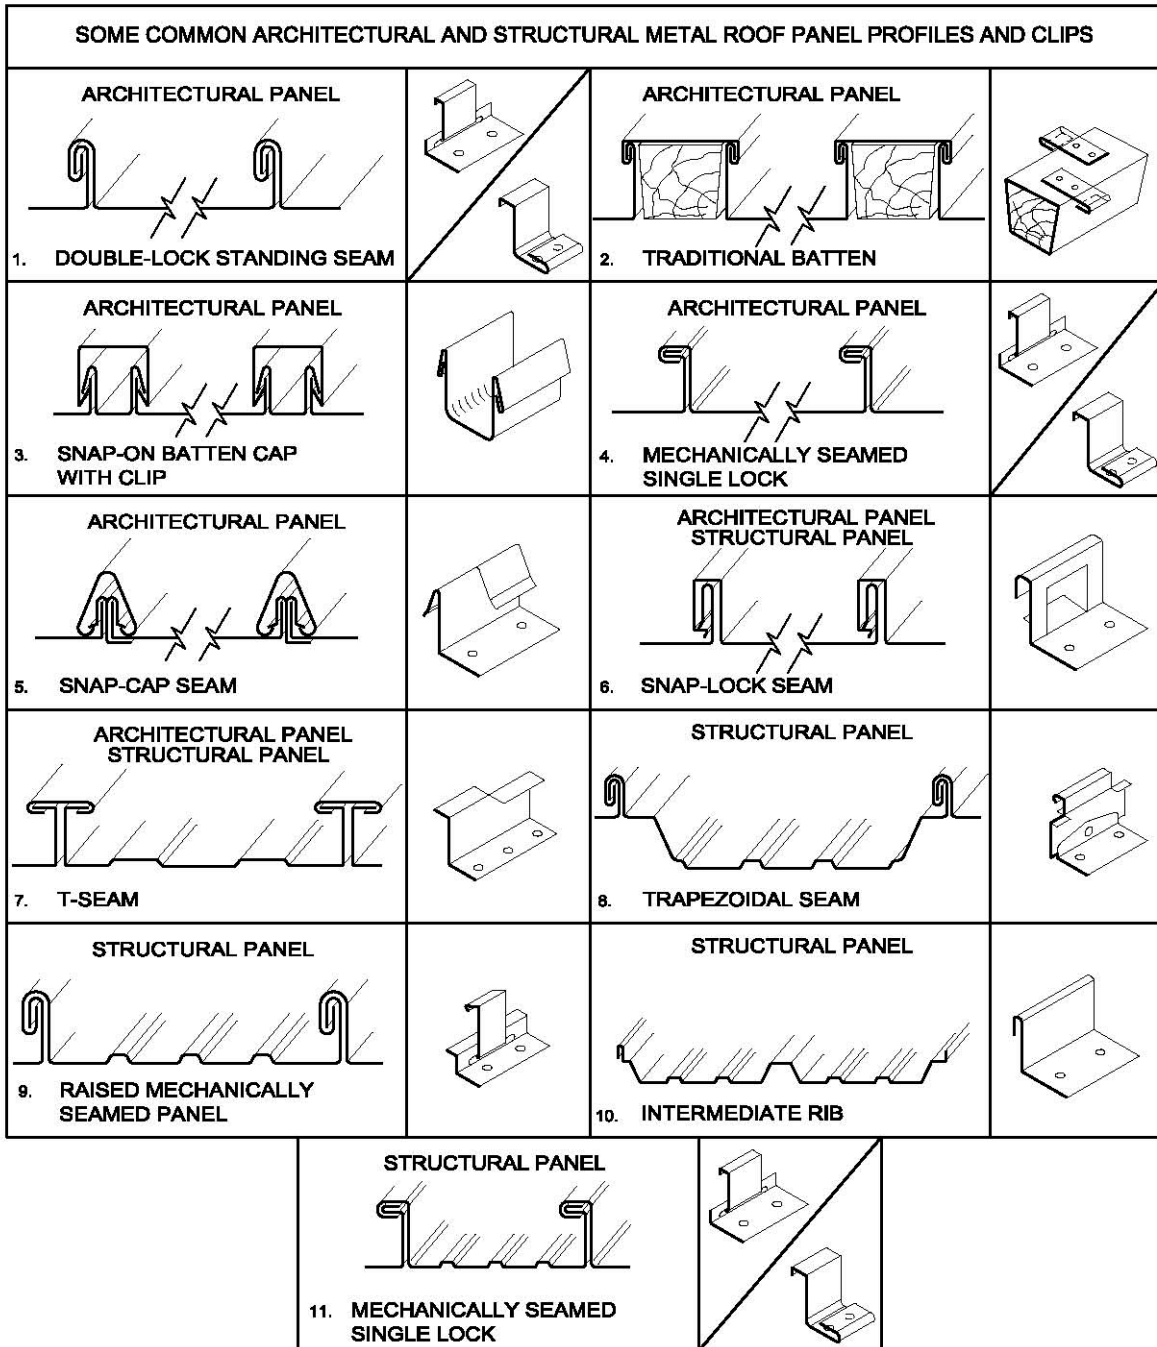 SOME COMMON ARCHITECTURAL AND STRUCTURAL METAL ROOF PANEL PROFILES AND CLIPS
ARCHITECTURAL PANEL
1. DOUBLE-LOCK STANDING SEAM
ARCHITECTURAL PANEL
2. TRADITIONAL BATTEN
ARCHITECTURAL PANEL
3. SNAP-ON BATTEN CAP
WITH CLIP
ARCHITECTURAL PANEL
4. MECHANICALLY SEAMED
SINGLE LOCK
ARCHITECTURAL PANEL
5. SNAP-CAP SEAM
ARCHITECTURAL PANEL
STRUCTURAL PANEL
6. SNAP-LOCK SEAM
ARCHITECTURAL PANEL
STRUCTURAL PANEL
7. T-SEAM
STRUCTURAL PANEL
8. TRAPEZOIDAL SEAM
STRUCTURAL PANEL
9. RAISED MECHANICALLY
SEAMED PANEL
STRUCTURAL PANEL
10. INTERMEDIATE RIB
STRUCTURAL PANEL
11. MECHANICALLY SEAMED
SINGLE LOCK